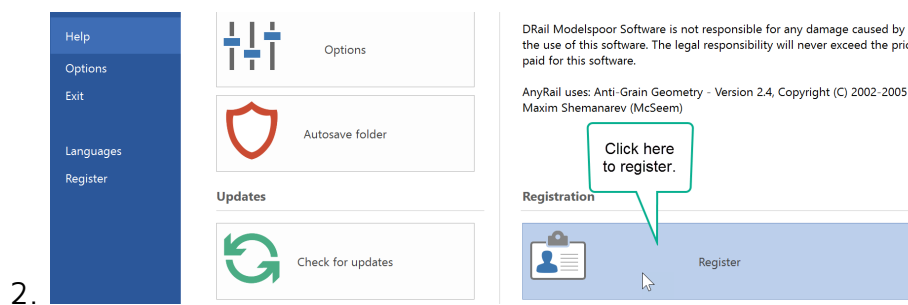 Help
Options
Exit
Languages
Register
Options
Autosave folder
Updates
Check for updates
DRail Modelspoor Software is not responsible for any damage caused by
the use of this software. The legal responsibility will never exceed the
paid for this software.
AnyRail uses: Anti-Grain Geometry - Version 2.4, Copyright (C) 2002-2005
Maxim Shemanarev (McSeem)
Click here
to register.
Registration
Register
2.